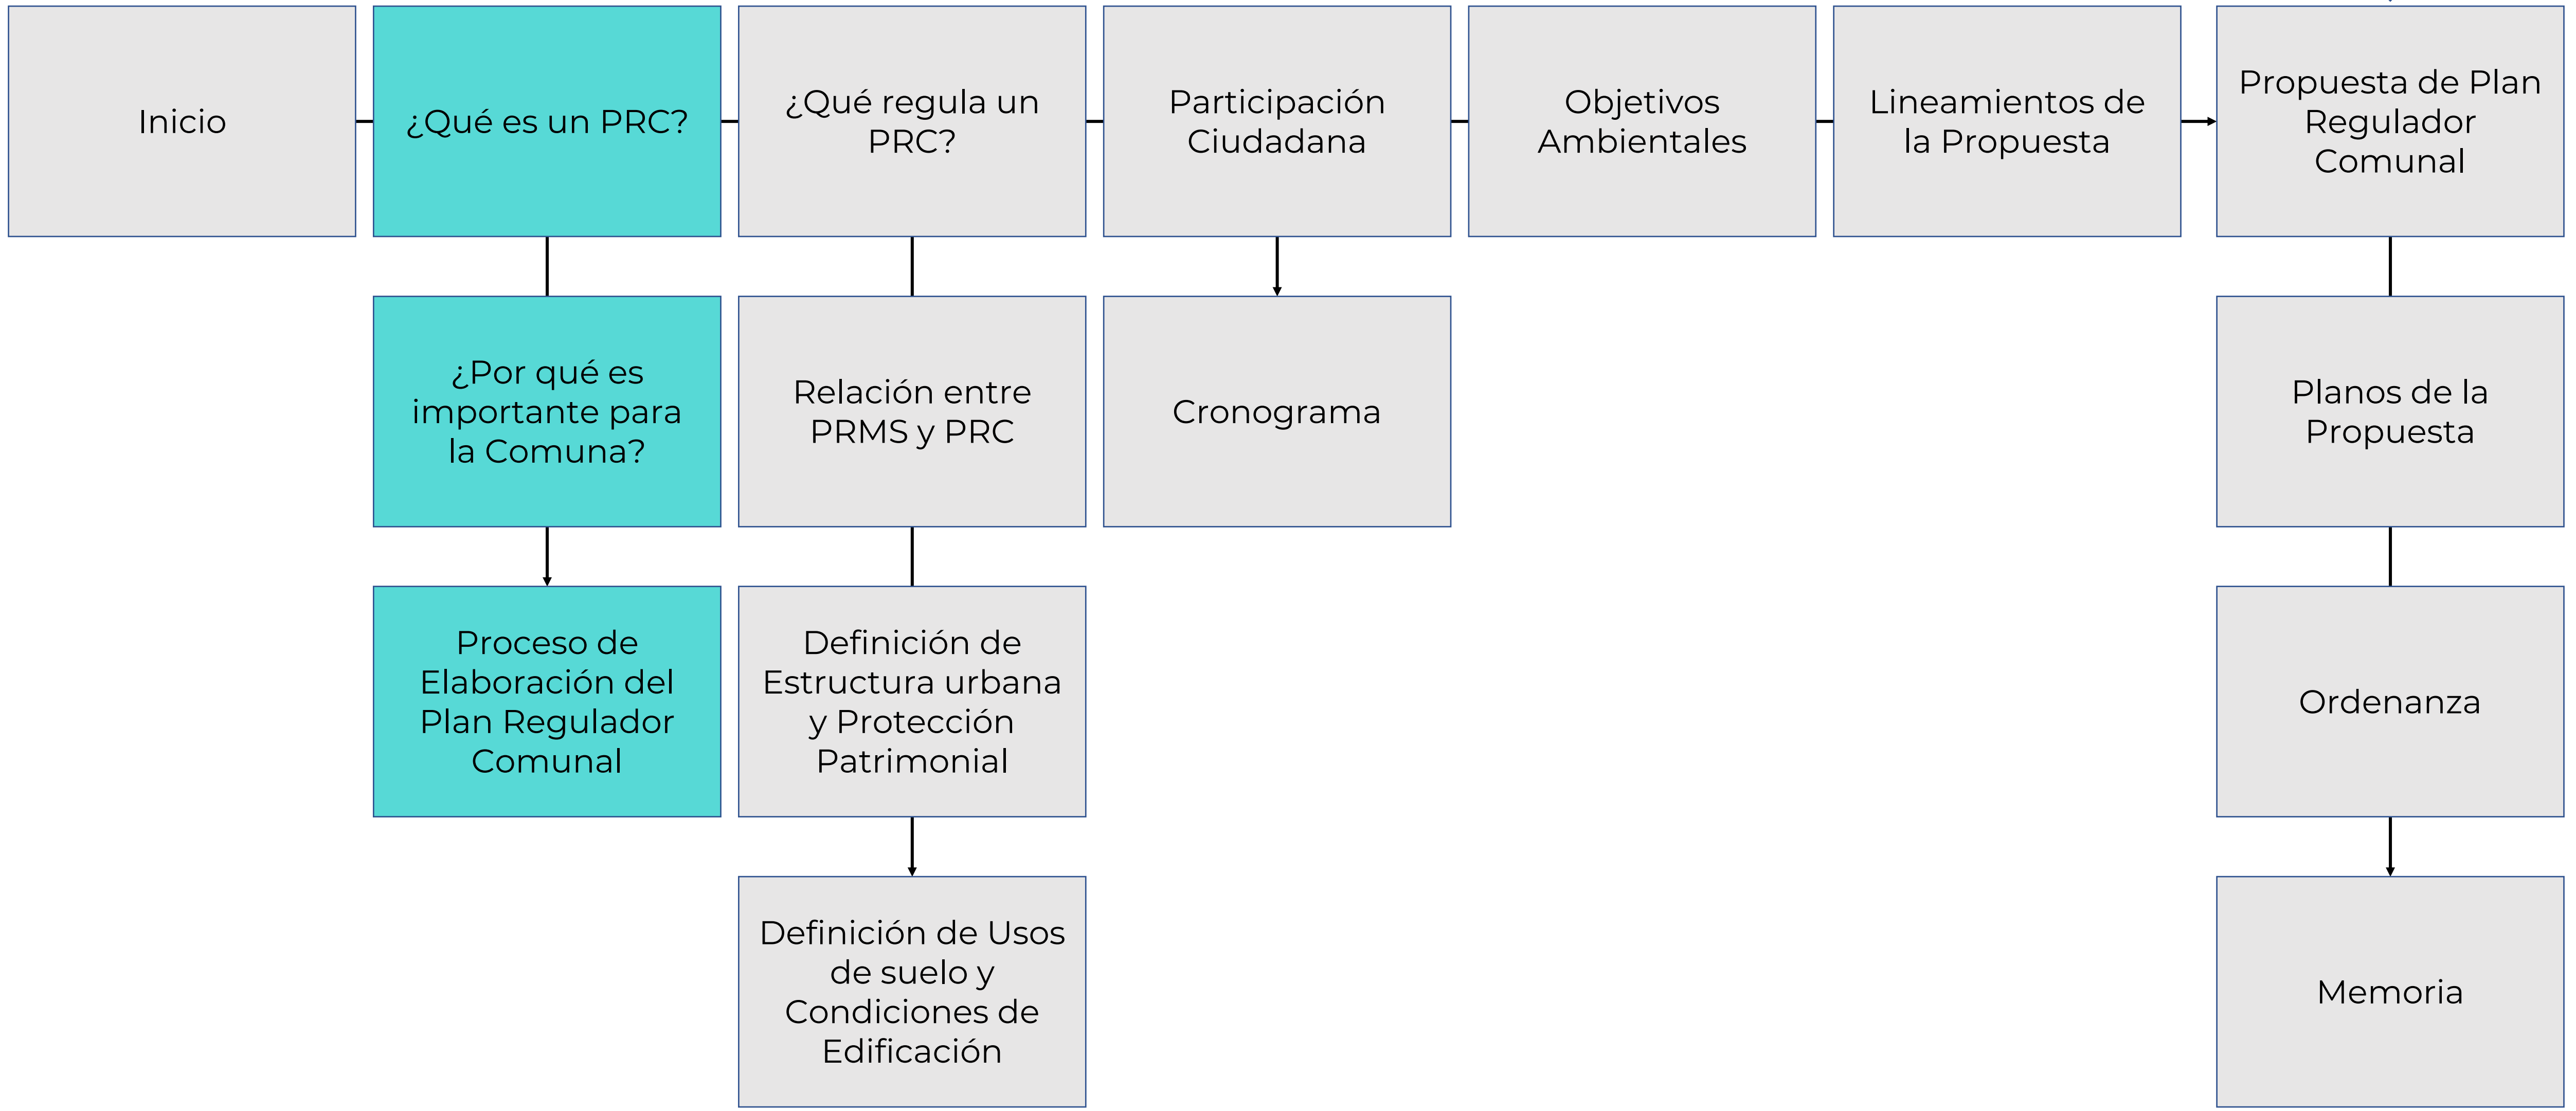 Inicio
¿Qué es un PRC?
¿Qué regula un
PRC?
Participación
Ciudadana
Objetivos
Ambientales
Lineamientos de
la Propuesta
Propuesta de Plan
Regulador
Comunal
¿Por qué es
importante para
la Comuna?
Relación entre
PRMS y PRC
Cronograma
Planos de la
Propuesta
Proceso de
Elaboración del
Plan Regulador
Comunal
Definición de
Estructura urbana
y Protección
Patrimonial
Ordenanza
Definición de Usos
de suelo y
Condiciones de
Edificación
Memoria